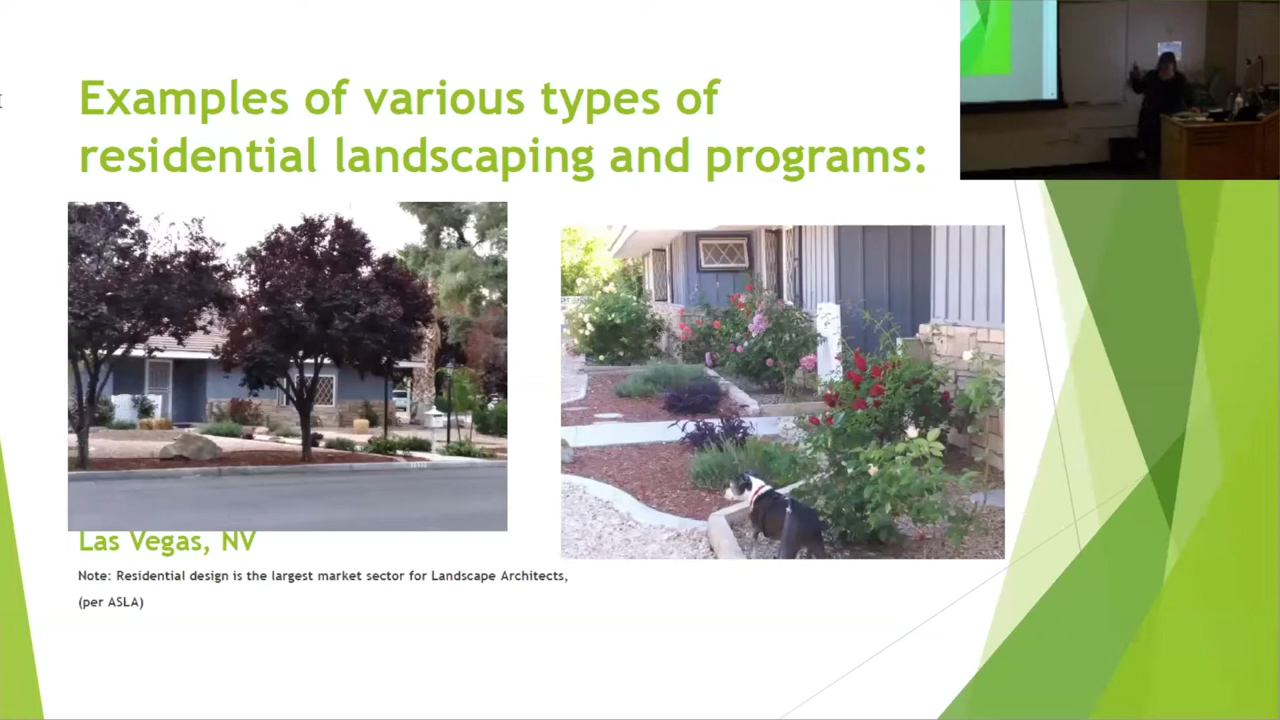 Examples of various types of
residential landscaping and programs:
Las Vegas, NV
Note: Residential design is the largest market sector for Landscape Architects,
(per ASLA)